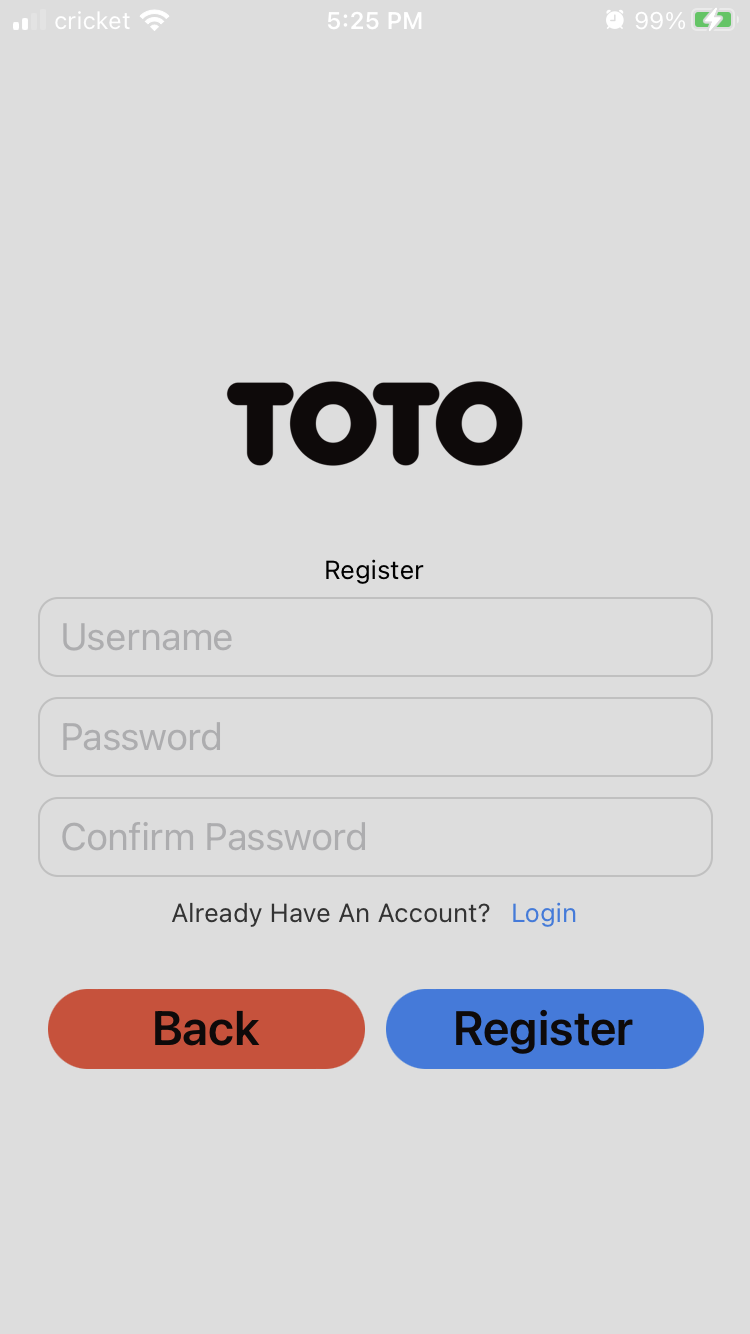 cricket 5:25 PM 99%
TOTO
Register
Username
Password
Confirm Password
Already Have An Account? Login
Back Register